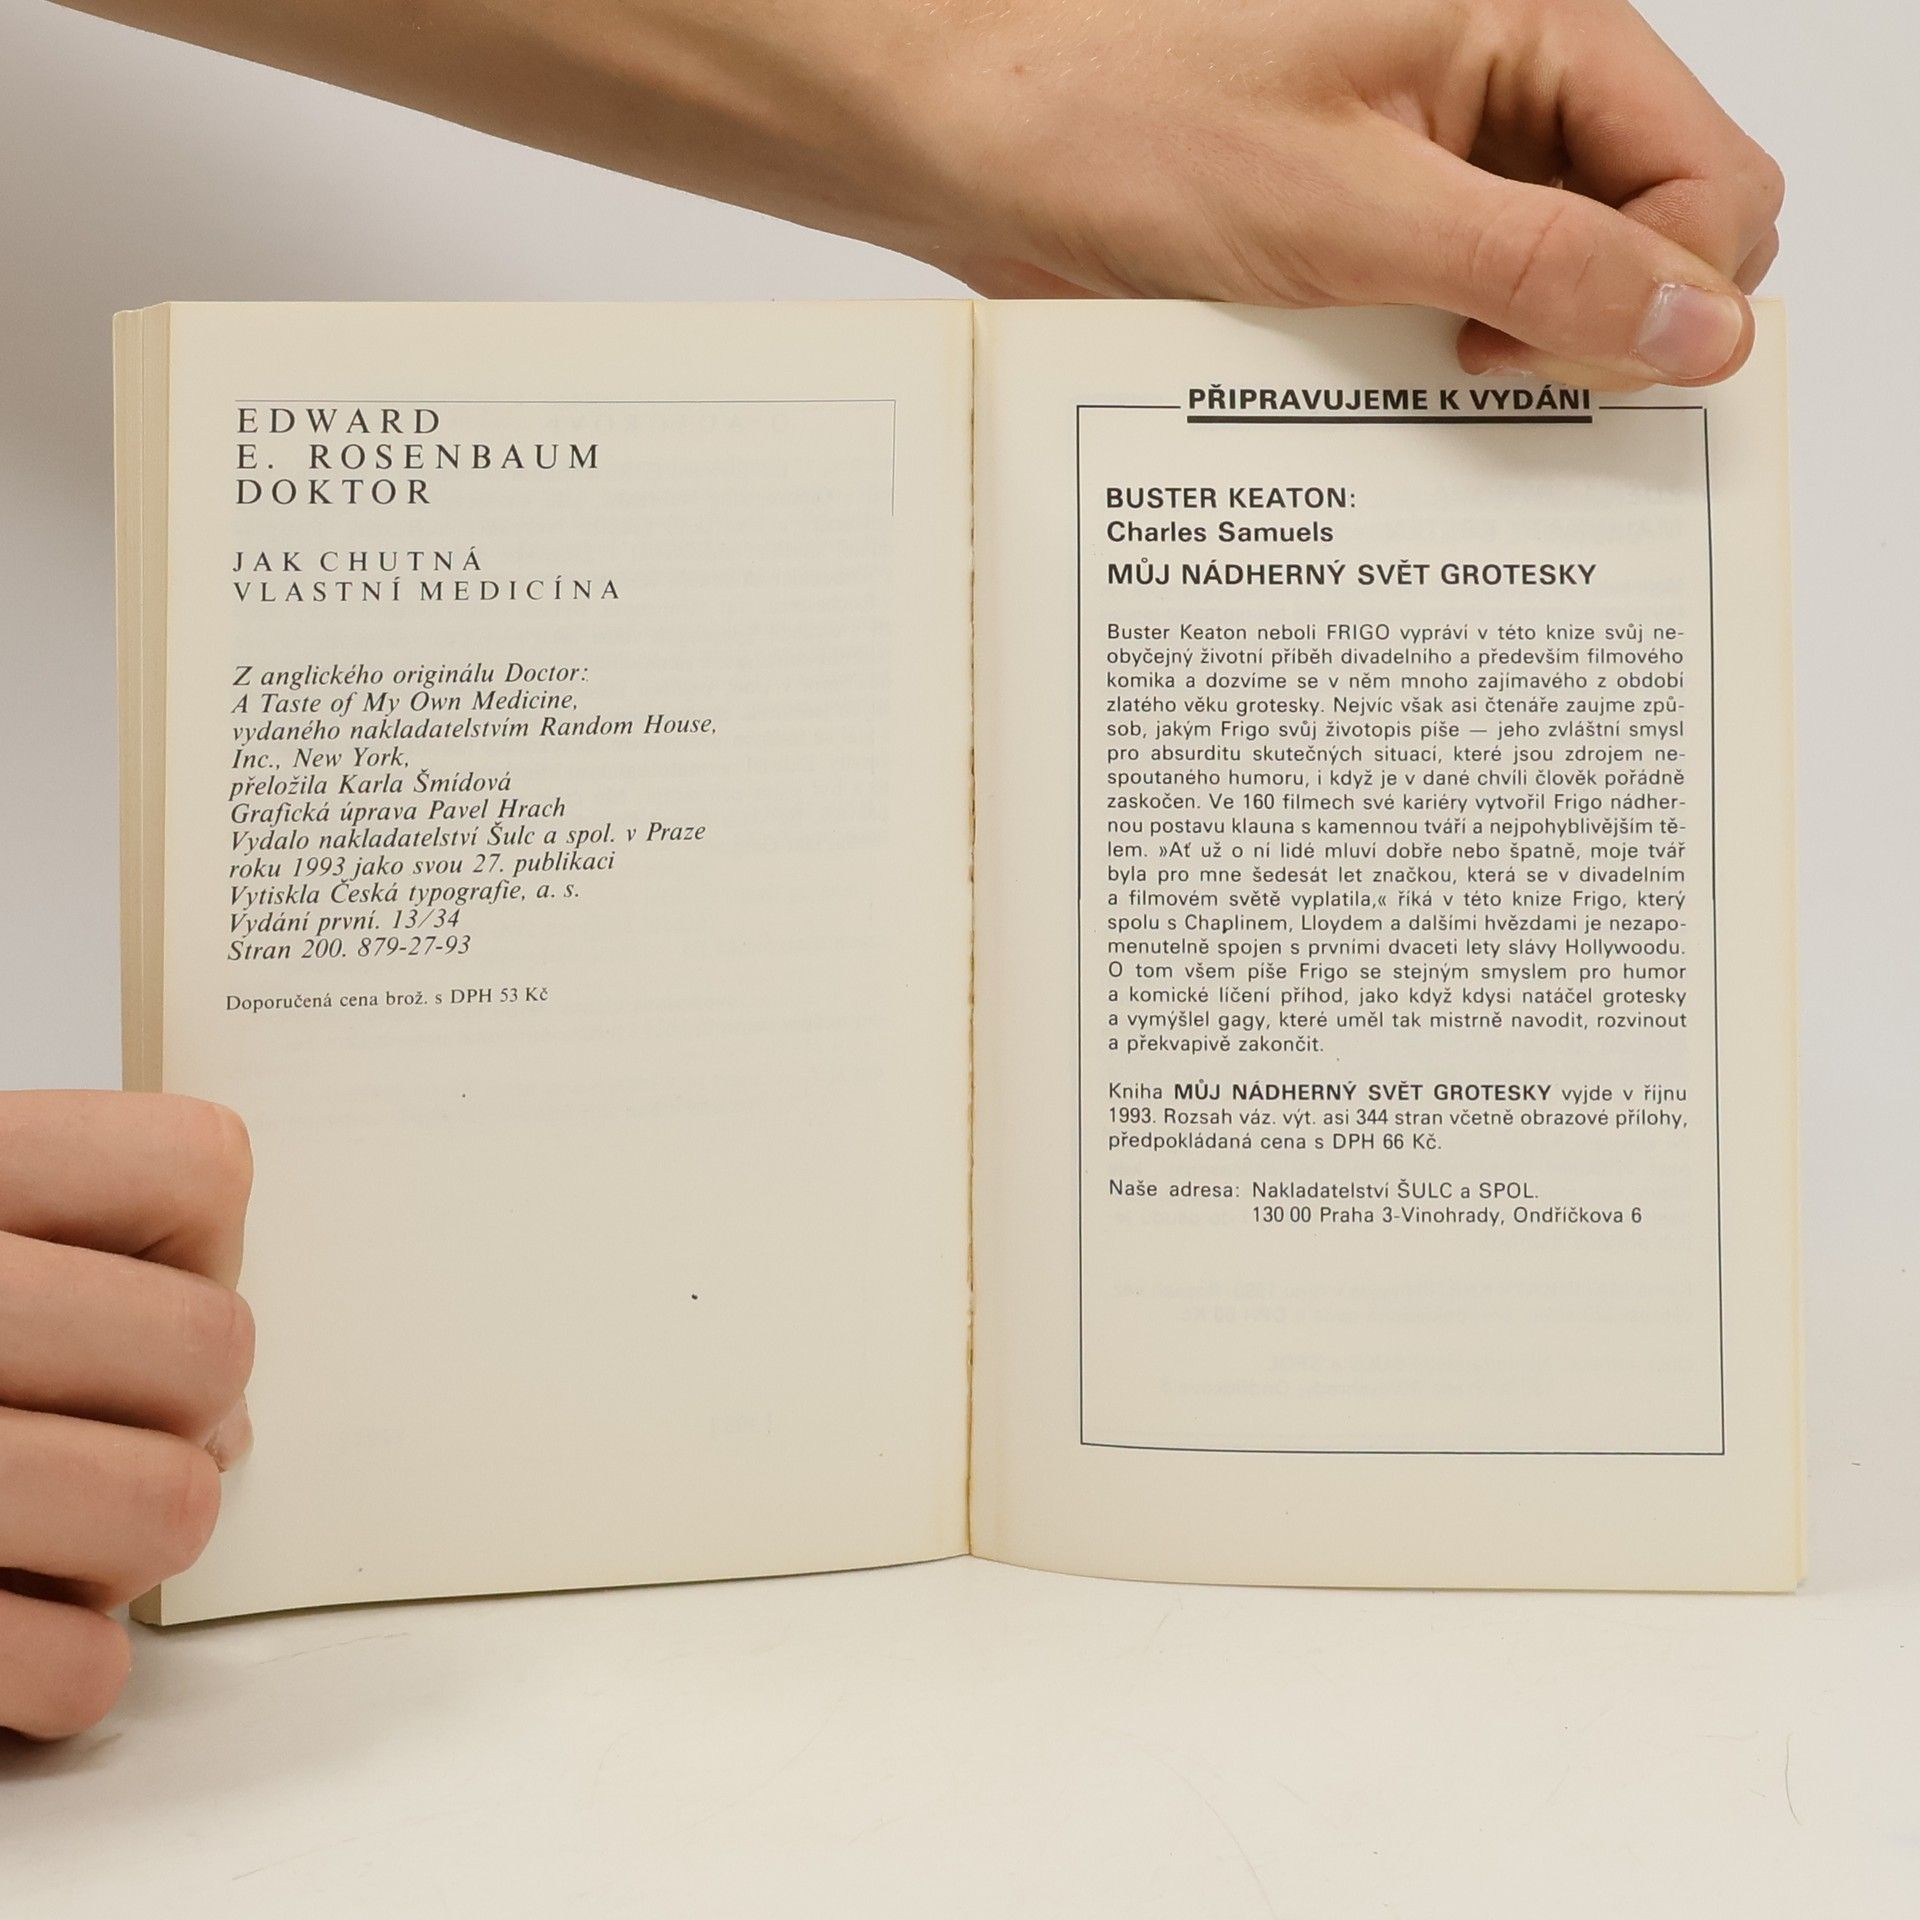 EDWARD
E. ROSENBAUM
DOKTOR
JAK CHUTNÁ
VLASTNÍ MEDICÍNA
Z anglického originálu Doctor:
A Taste of My Own Medicine,
vydaného nakladatelstvím Random House,
Inc., New York,
přeložila Karla Šmídová
Grafická úprava Pavel Hrach
Vydalo nakladatelství Šulc a spol. v Praze
roku 1993 jako svou 27. publikaci
Vytiskla Česká typografie, a. s.
Vydání první. 13/34
Stran 200. 879-27-93
Doporučená cena brož. s DPH 53 Kč
PŘIPRAVUJEME K VYDÁNI
BUSTER KEATON:
Charles Samuels
MŮJ NÁDHERNÝ SVĚT GROTESKY
Buster Keaton neboli FRIGO vypráví v této knize svůj ne-
obyčejný životní příběh divadelního a především filmového
komika a dozvíme se v něm mnoho zajímavého z období
zlatého věku grotesky. Nejvíc však asi čtenáře zaujme způ-
sob, jakým Frigo svůj životopis píše — jeho zvláštní smysl
pro absurditu skutečných situací, které jsou zdrojem ne-
spoutaného humoru, i když je v dané chvíli člověk pořádně
zaskočen. Ve 160 filmech své kariéry vytvořil Frigo nádher-
nou postavu klauna s kamennou tváří a nejpohyblivějším tě-
lem. »Ať už o ní lidé mluví dobře nebo špatně, moje tvář
byla pro mne šedesát let značkou, která se v divadelním
a filmovém světě vyplatila,« říká v této knize Frigo, který
spolu s Chaplinem, Lloydem a dalšími hvězdami je nezapo-
menutelně spojen s prvními dvaceti lety slávy Hollywoodu.
O tom všem píše Frigo se stejným smyslem pro humor
a komické líčení příhod, jako když kdysi natáčel grotesky
a vymýšlel gagy, které uměl tak mistrně navodit, rozvinout
a překvapivě zakončit.
Kniha MŮJ NÁDHERNÝ SVĚT GROTESKY vyjde v říjnu
1993. Rozsah váz. výt. asi 344 stran včetně obrazové přílohy,
předpokládaná cena s DPH 66 Kč.
Naše adresa: Nakladatelství ŠULC a SPOL.
130 00 Praha 3-Vinohrady, Ondříčkova 6